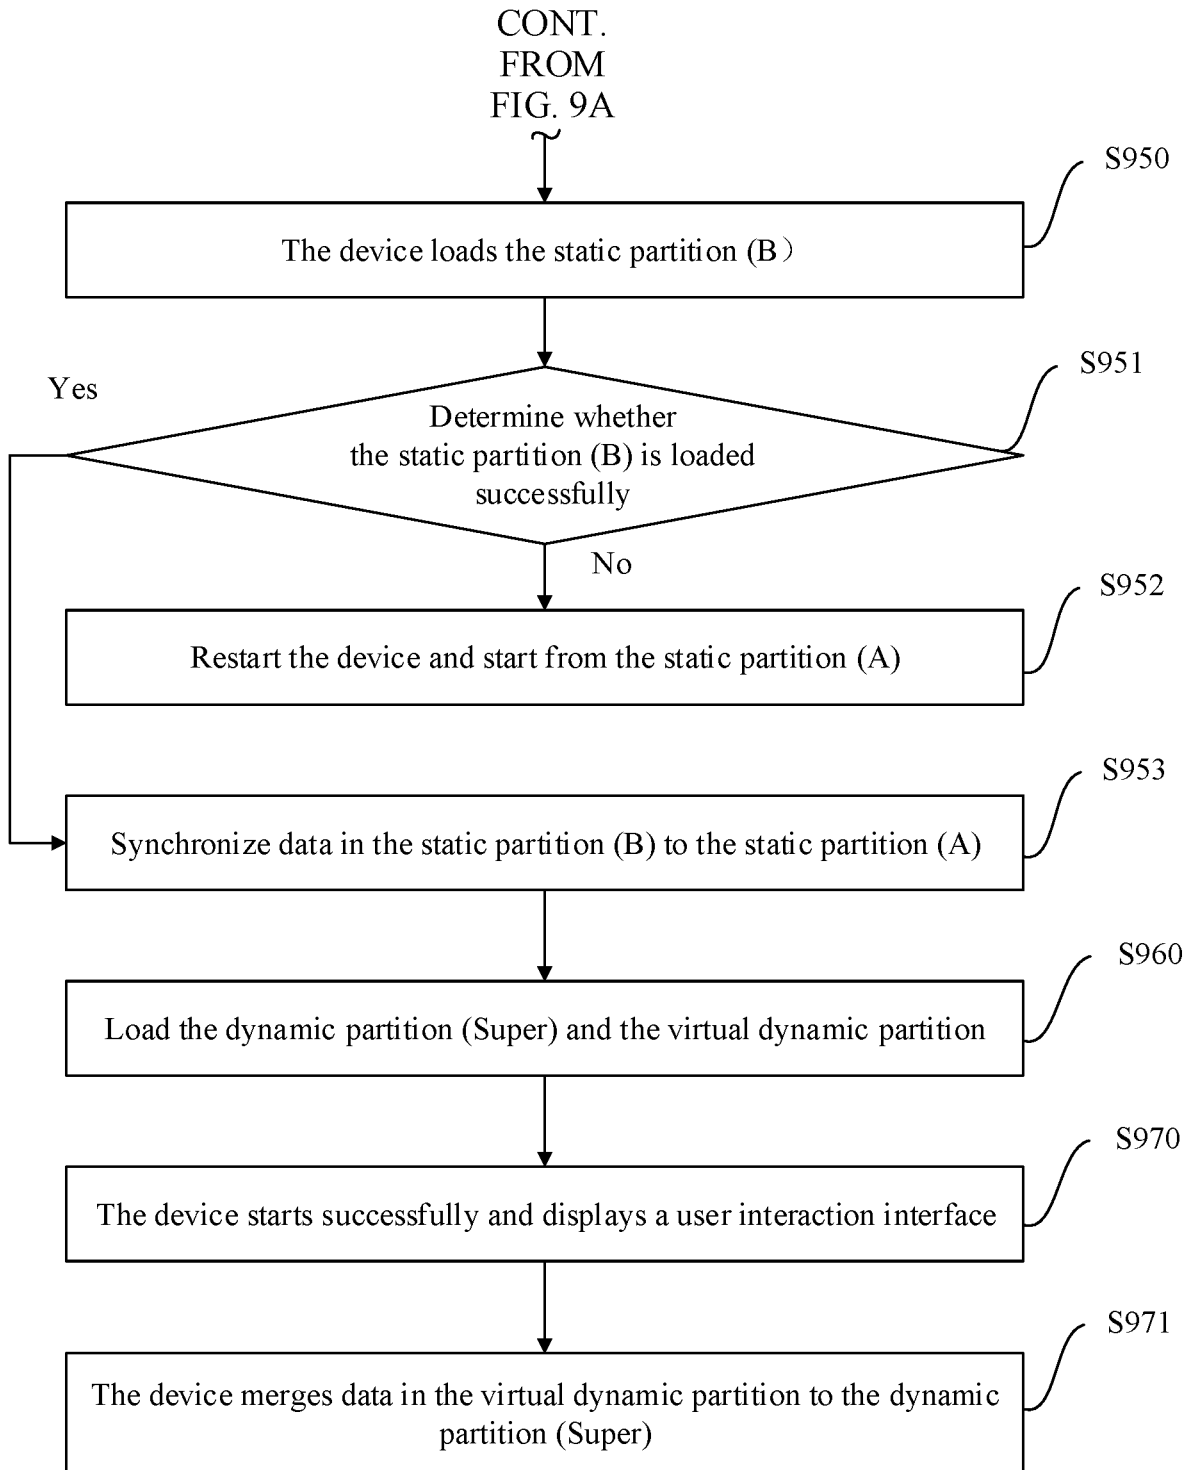 CONT.
FROM
FIG. 9A
S950
The device loads the static partition (B）
S951
Yes
Determine whether
the static partition (B) is loaded
successfully
No
S952
Restart the device and start from the static partition (A)
S953
Synchronize data in the static partition (B) to the static partition (A)
S960
Load the dynamic partition (Super) and the virtual dynamic partition
S970
The device starts successfully and displays a user interaction interface
S971
The device merges data in the virtual dynamic partition to the dynamic
partition (Super)